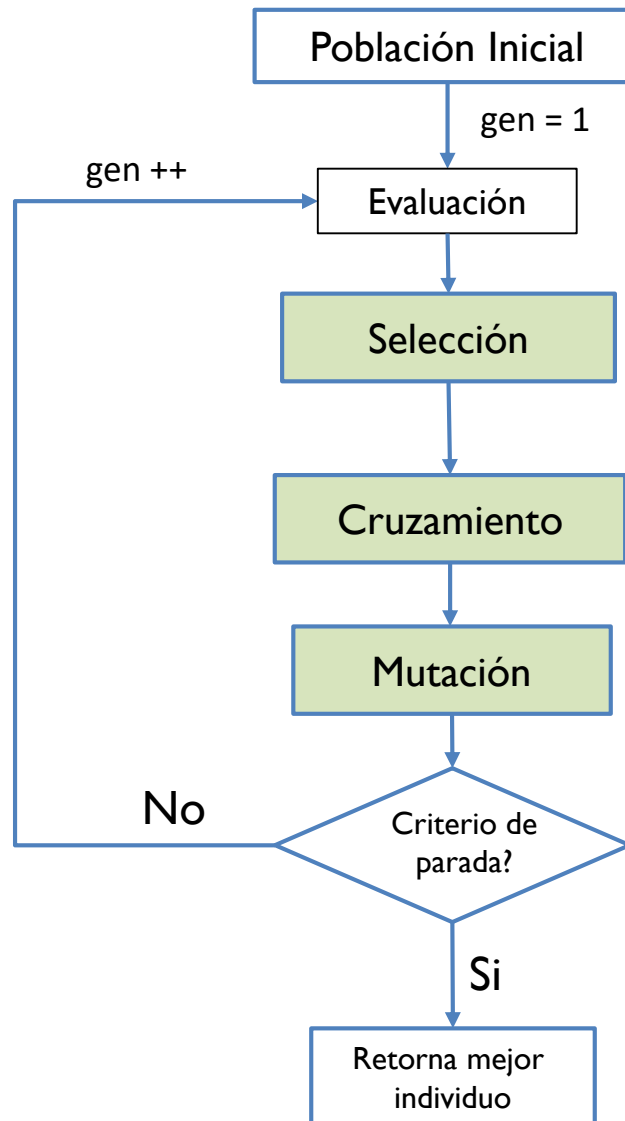 Población Inicial
gen = 1
gen ++
Evaluación
Selección
Cruzamiento
Mutación
No
Criterio de
parada?
Si
Retorna mejor
individuo